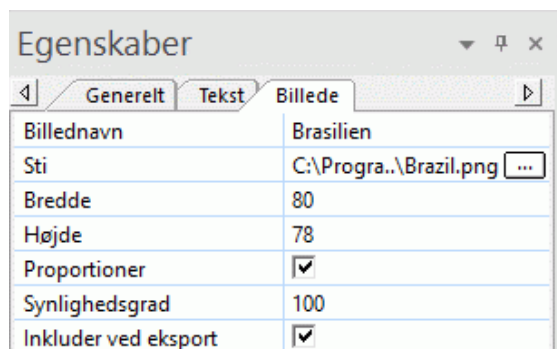 Egenskaber
Generelt Tekst Billede
Billednavn Brasilien
Sti C:\Progra..\Brazil.png ...
Bredde 80
Højde 78
Proportioner
Synlighedsgrad 100
Inkluder ved eksport